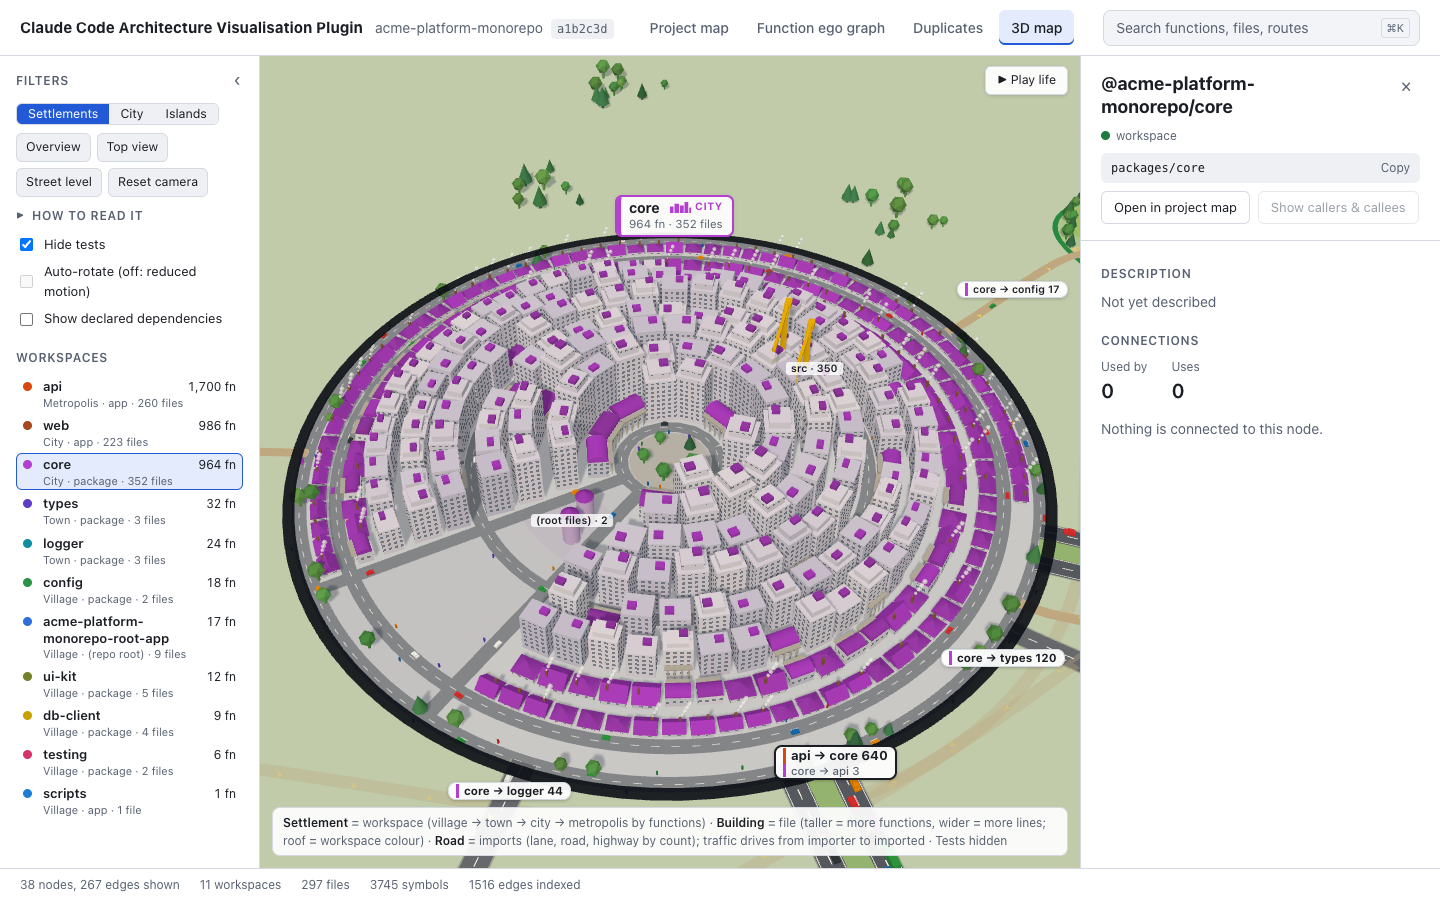 Claude Code Architecture Visualisation Plugin acme-platform-monorepo a1b2c3d Project map Function ego graph Duplicates 3D map Search functions, files, routes ⌘K
FILTERS
Settlements City Islands
Overview Top view
Street level Reset camera
HOW TO READ IT
Hide tests
Auto-rotate (off: reduced
motion)
Show declared dependencies
WORKSPACES
api 1,700 fn
Metropolis · app · 260 files
web 986 fn
City · app · 223 files
core 964 fn
City · package · 352 files
types 32 fn
Town · package · 3 files
logger 24 fn
Town · package · 3 files
config 18 fn
Village · package · 2 files
acme-platform-
monorepo-root-app 17 fn
Village · (repo root) · 9 files
ui-kit 12 fn
Village · package · 5 files
db-client 9 fn
Village · package · 4 files
testing 6 fn
Village · package · 2 files
scripts 1 fn
Village · app · 1 file
Play life
core CITY
964 fn · 352 files
core → config 17
src · 350
(root files) · 2
core → types 120
api → core 640
core → api 3
core → logger 44
Settlement = workspace (village → town → city → metropolis by functions) · Building = file (taller = more functions, wider = more lines;
roof = workspace colour) · Road = imports (lane, road, highway by count); traffic drives from importer to imported · Tests hidden
@acme-platform-
monorepo/core
workspace
packages/core Copy
Open in project map Show callers & callees
DESCRIPTION
Not yet described
CONNECTIONS
Used by Uses
0 0
Nothing is connected to this node.
38 nodes, 267 edges shown 11 workspaces 297 files 3745 symbols 1516 edges indexed